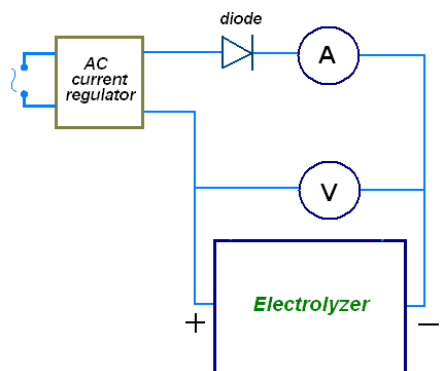 diode
AC
current
regulator
A
V
Electrolyzer
+
−